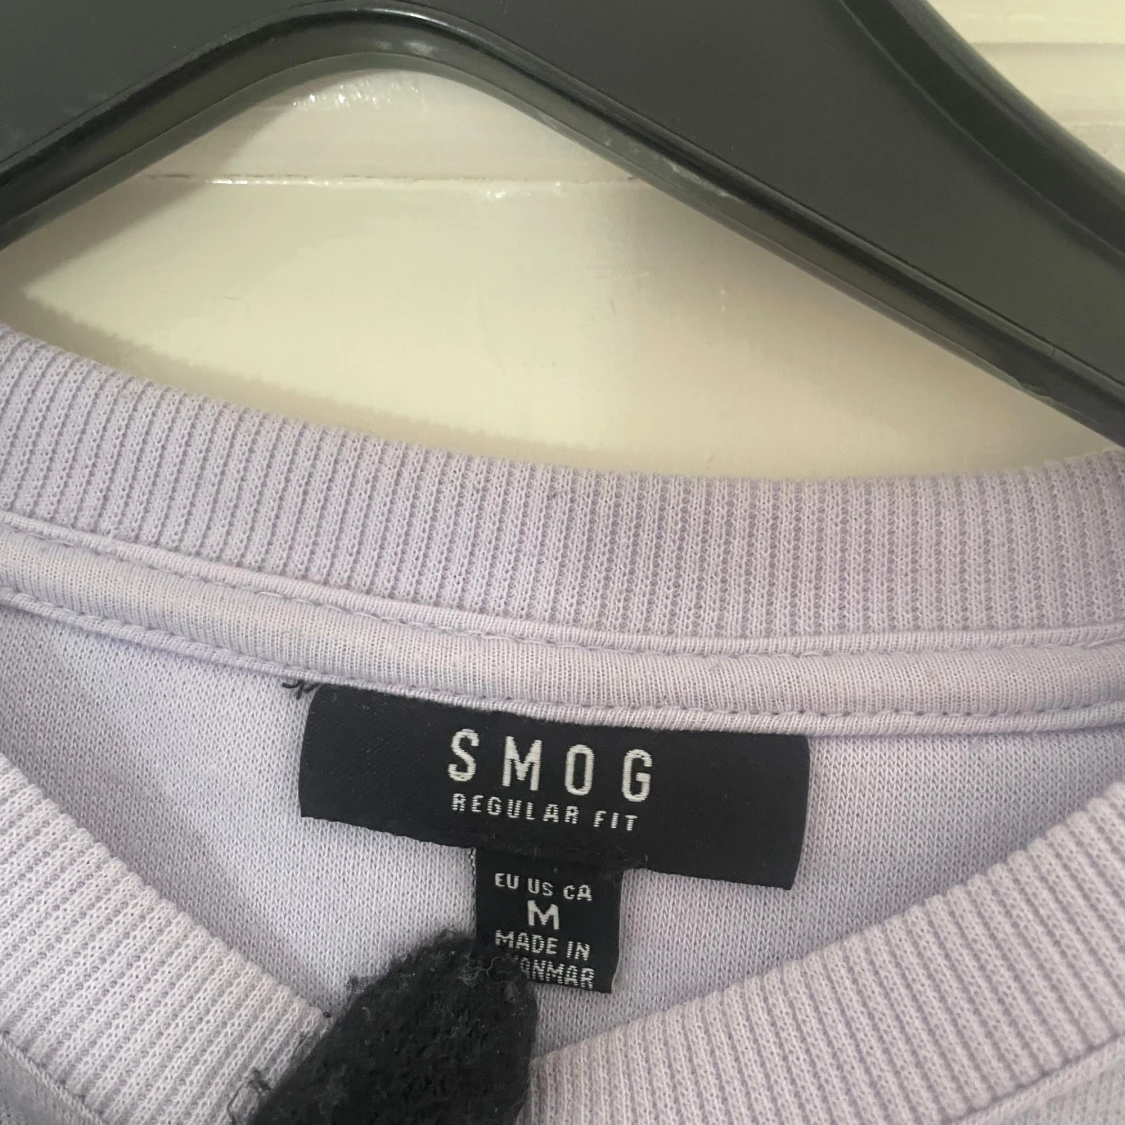 SMOG
REGULAR FIT
EU US CA
M
MADE IN